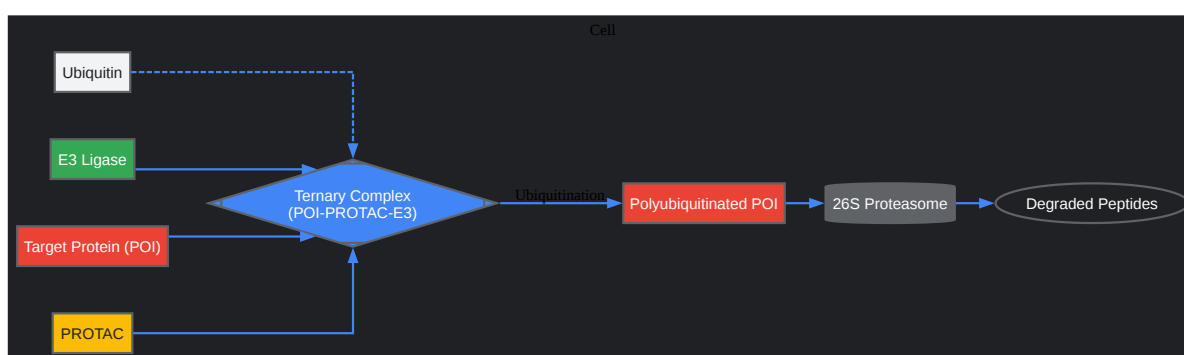 Cell
Ubiquitin
E3 Ligase
Target Protein (POI)
PROTAC
Ternary Complex
(POI-PROTAC-E3)
Ubiquitination
Polyubiquitinated POI
26S Proteasome
Degraded Peptides